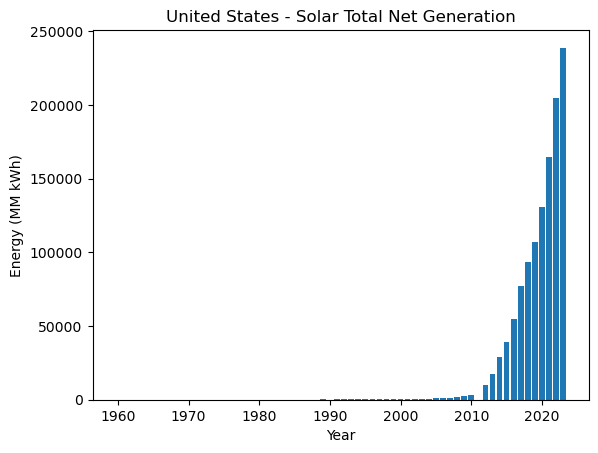 United States - Solar Total Net Generation
250000
200000
150000
100000
50000
0
Energy (MM kWh)
1960 1970 1980 1990 2000 2010 2020
Year